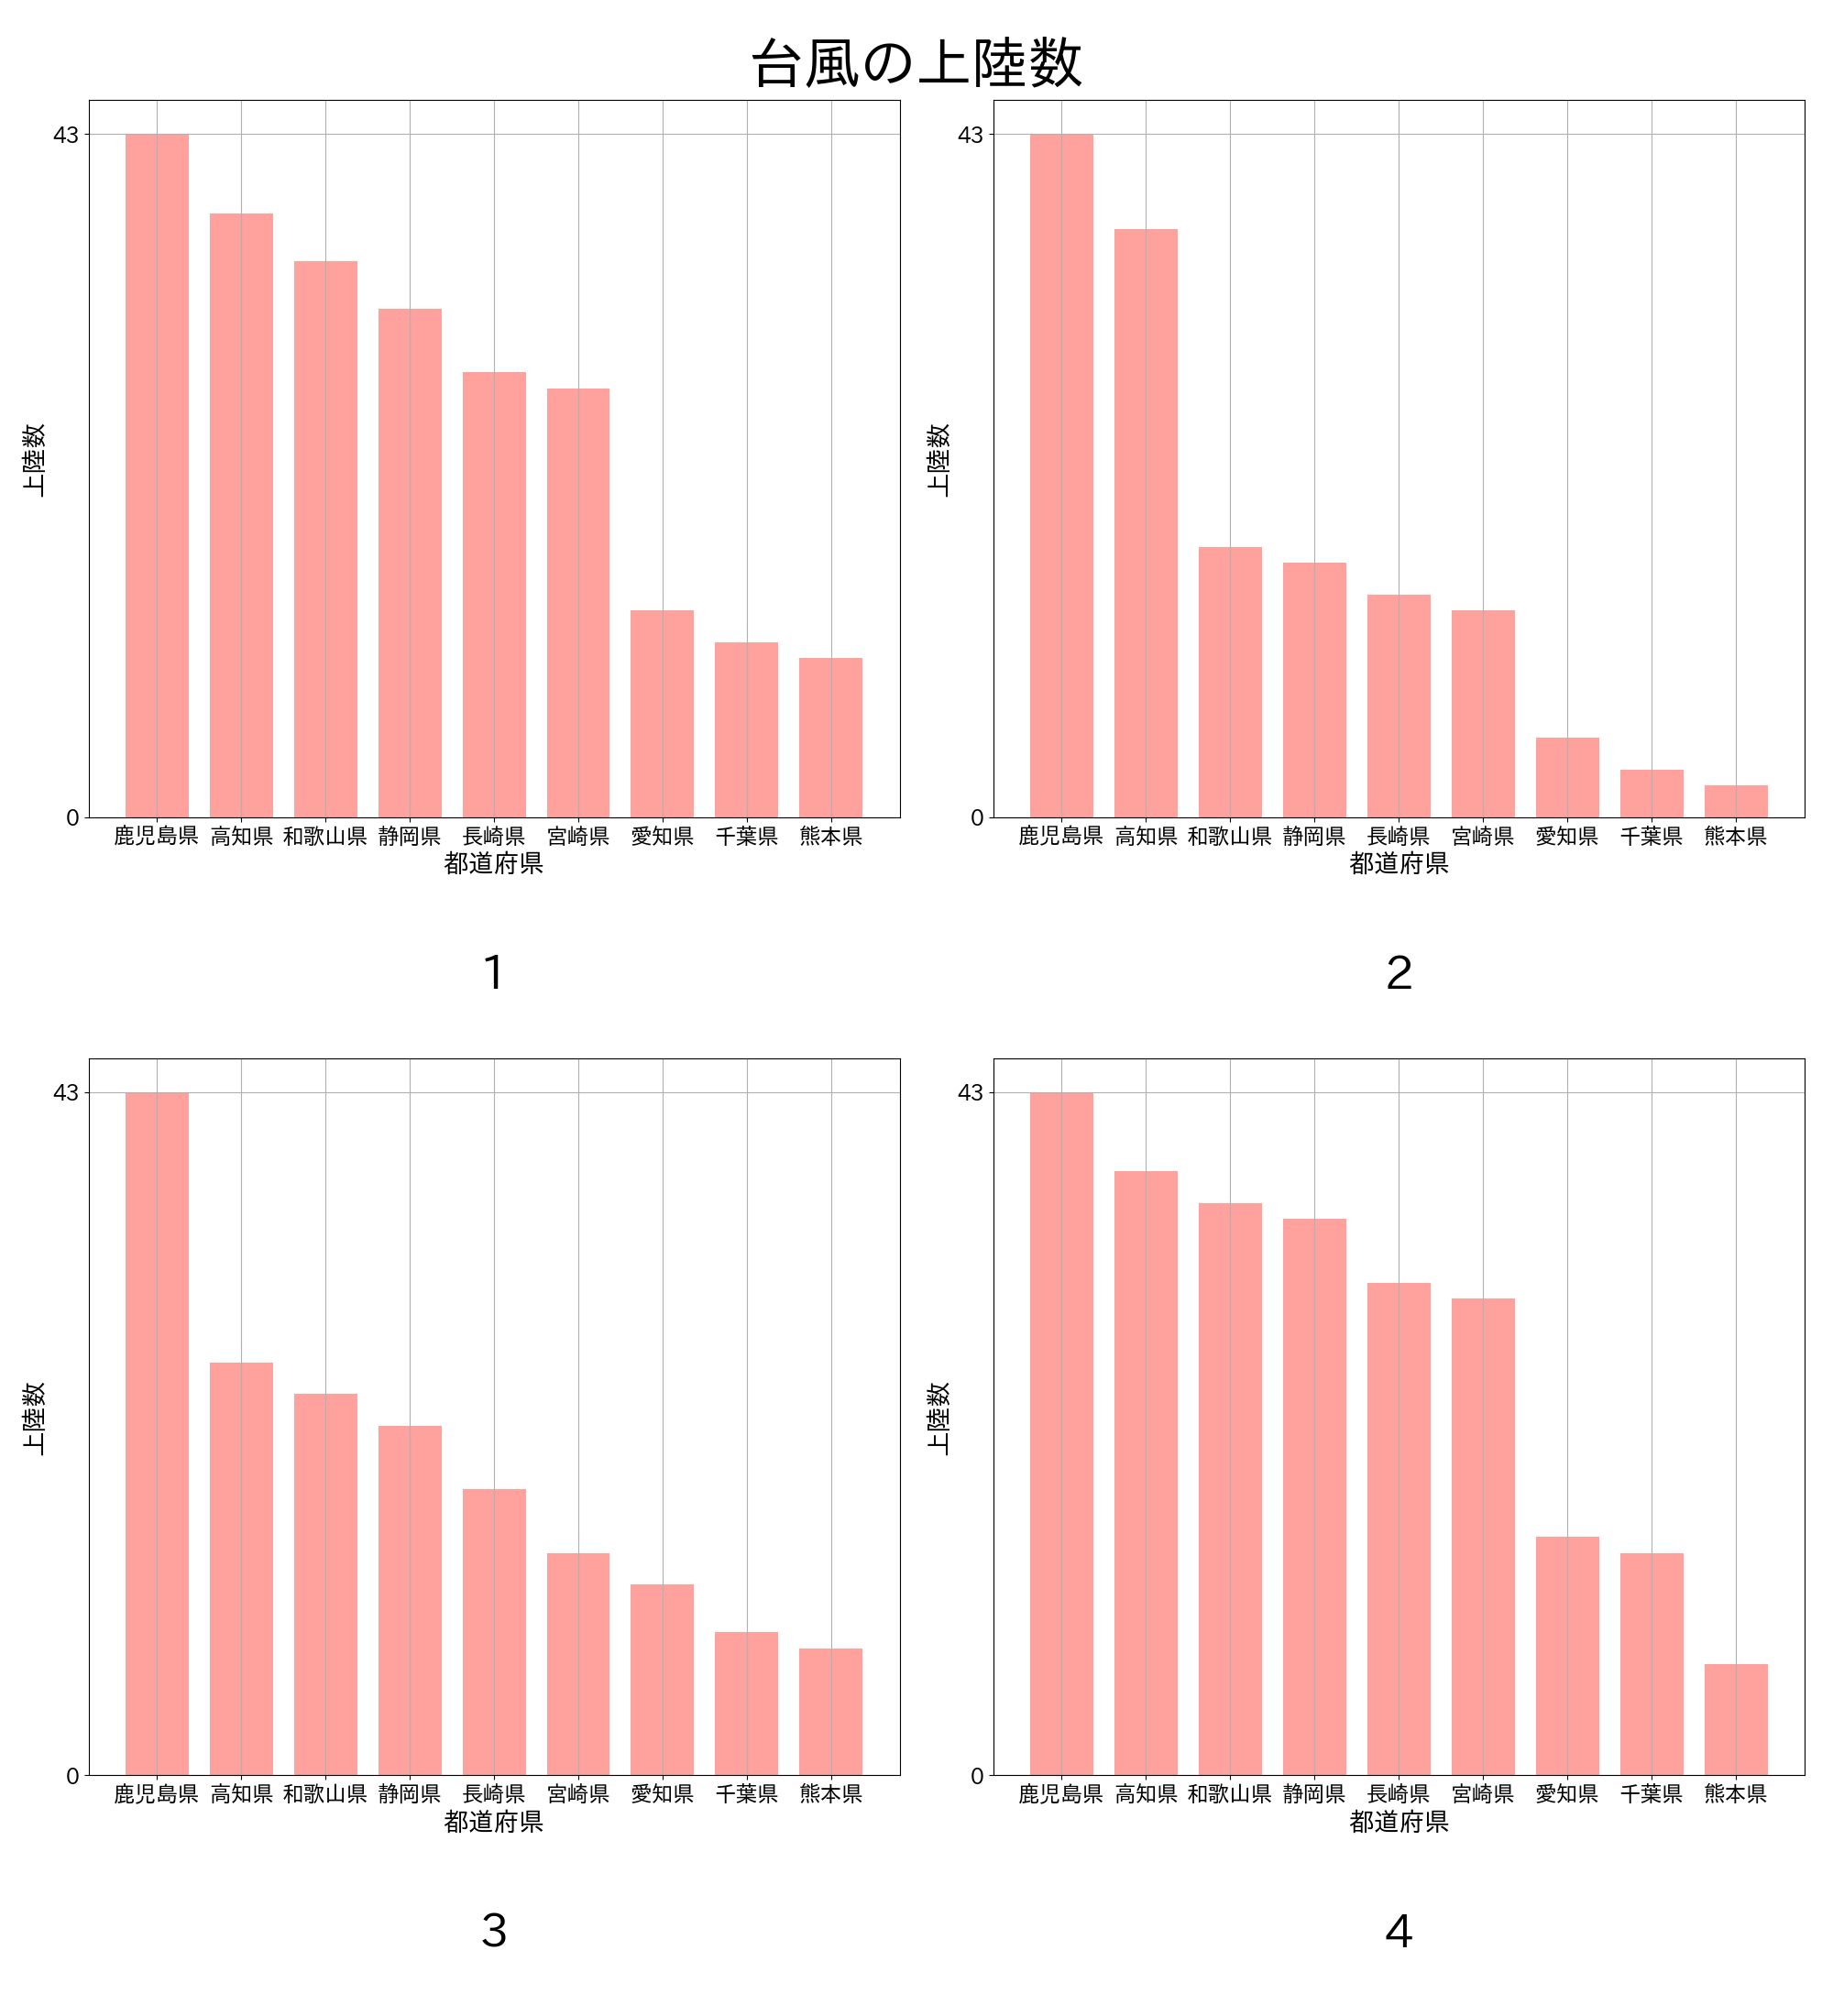 台風の上陸数
43
0
上陸数
鹿児島県 高知県 和歌山県 静岡県 長崎県 宮崎県 愛知県 千葉県 熊本県
都道府県
1
43
0
上陸数
鹿児島県 高知県 和歌山県 静岡県 長崎県 宮崎県 愛知県 千葉県 熊本県
都道府県
2
43
0
上陸数
鹿児島県 高知県 和歌山県 静岡県 長崎県 宮崎県 愛知県 千葉県 熊本県
都道府県
3
43
0
上陸数
鹿児島県 高知県 和歌山県 静岡県 長崎県 宮崎県 愛知県 千葉県 熊本県
都道府県
4